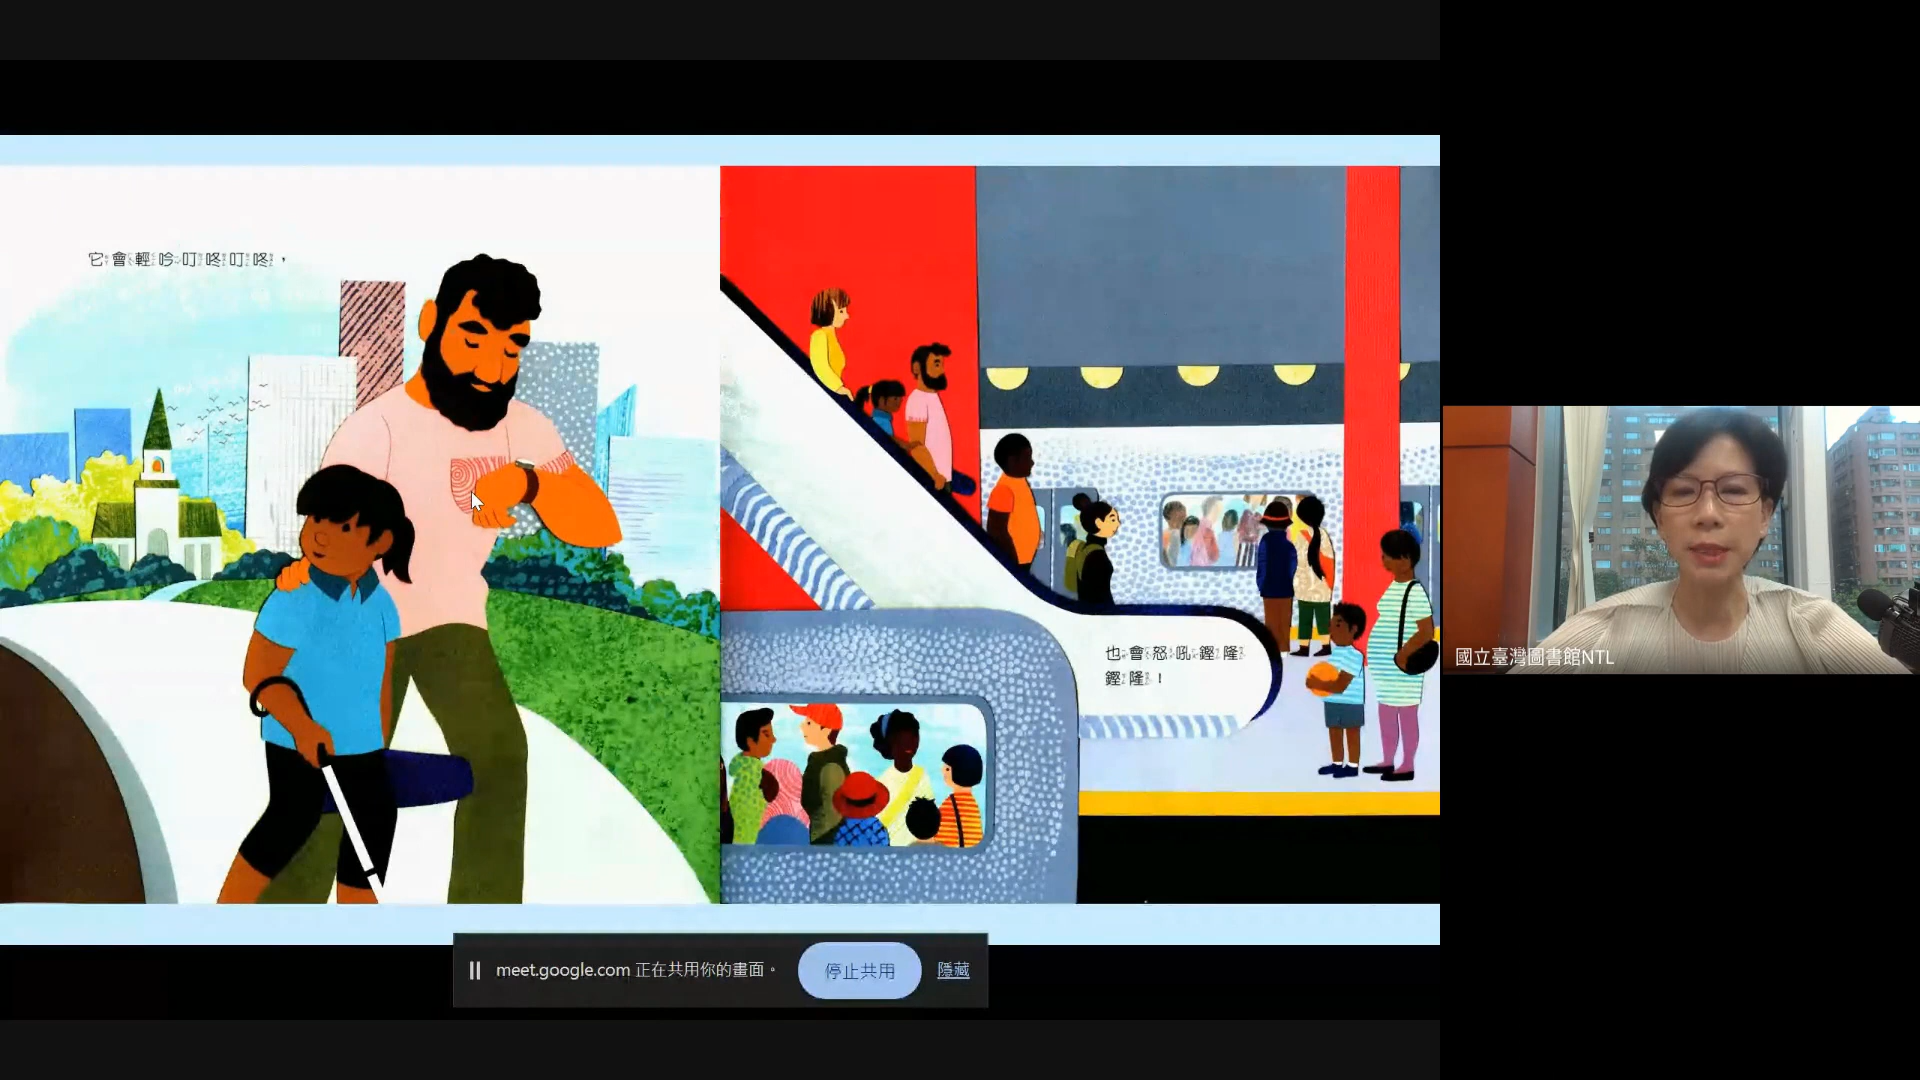 它會輕吟叮咚叮咚，
也會怒吼鏗隆
鏗隆！
國立臺灣圖書館NTL
meet.google.com 正在共用你的畫面。
停止共用
隱藏